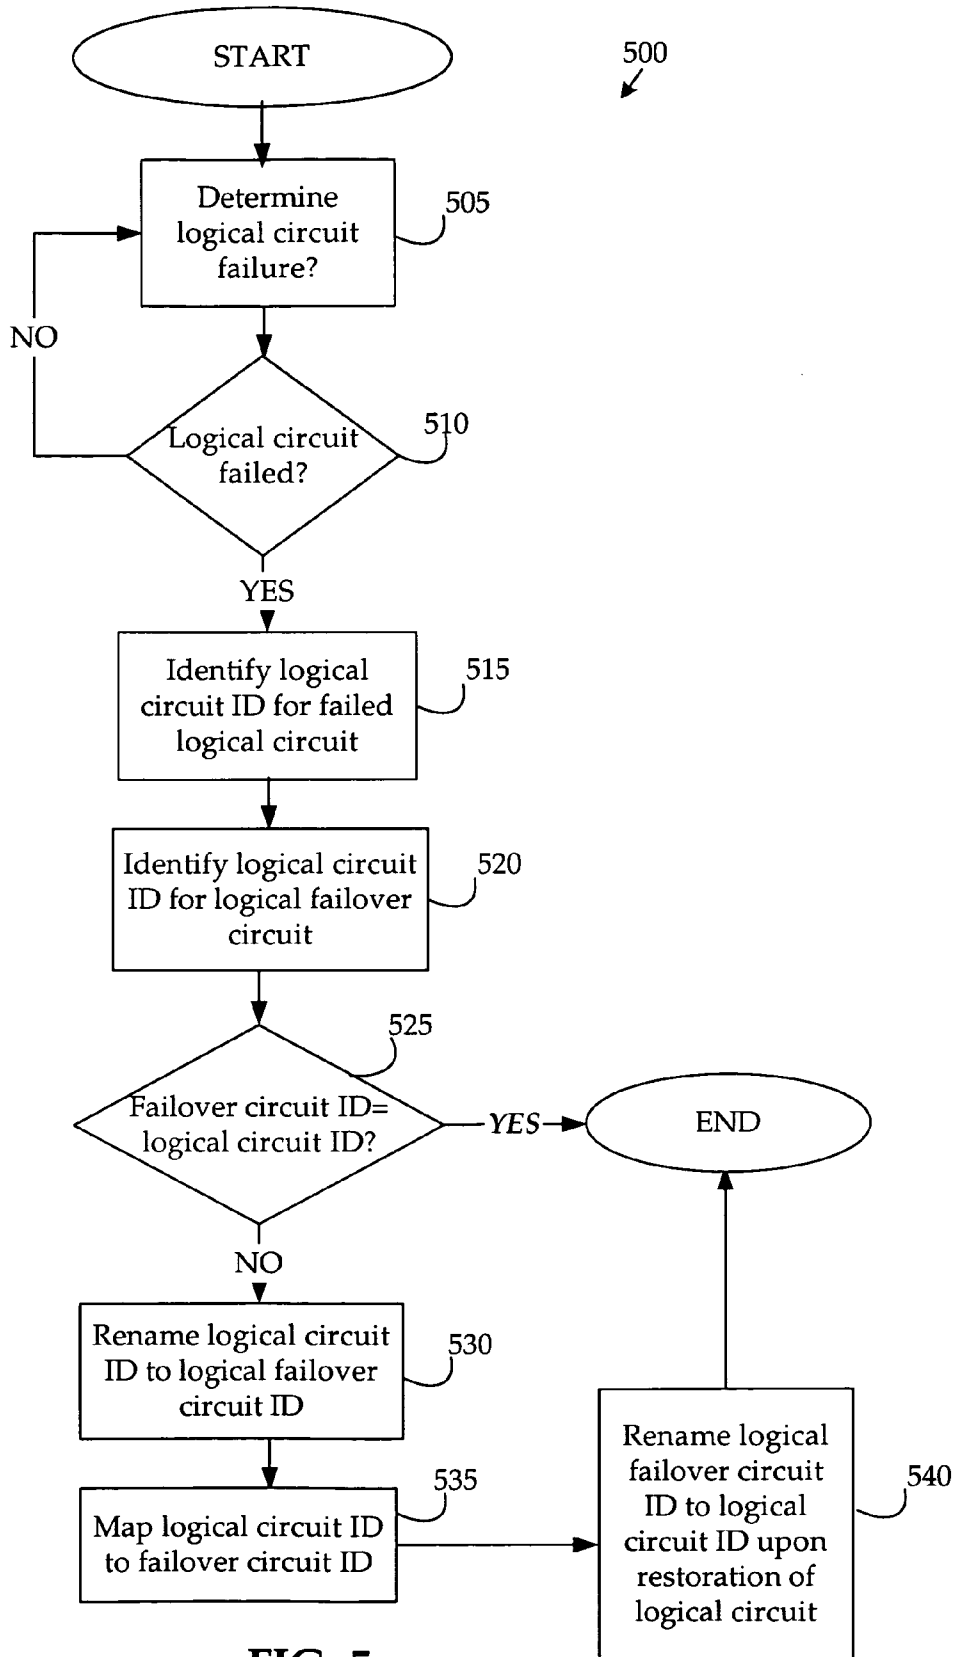 START
500
Determine
logical circuit
failure?
505
NO
Logical circuit
failed?
510
YES
Identify logical
circuit ID for failed
logical circuit
515
Identify logical circuit
ID for logical failover
circuit
520
525
Failover circuit ID=
logical circuit ID?
YES
END
NO
Rename logical circuit
ID to logical failover
circuit ID
530
Map logical circuit ID
to failover circuit ID
535
Rename logical
failover circuit
ID to logical
circuit ID upon
restoration of
logical circuit
540
FIG. 5